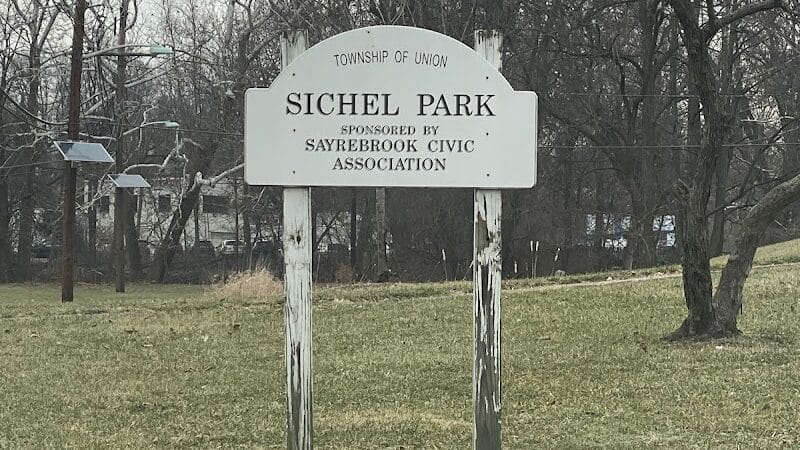 TOWNSHIP OF UNION
SICHEL PARK
SPONSORED BY
SAYREBROOK CIVIC
ASSOCIATION